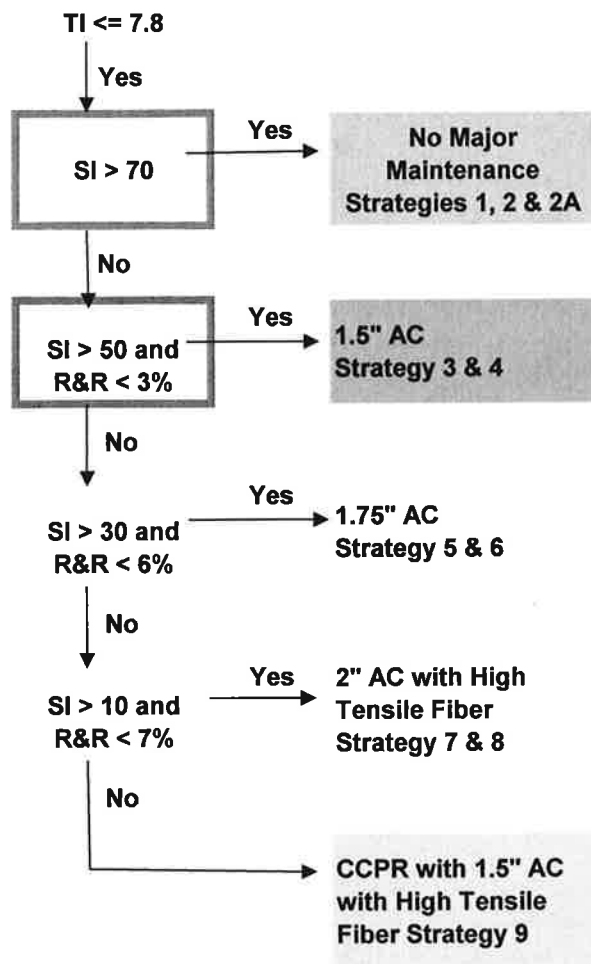 TI <= 7.8
Yes
SI > 70
Yes
No Major
Maintenance
Strategies 1, 2 & 2A
No
SI > 50 and
R&R < 3%
Yes
1.5" AC
Strategy 3 & 4
No
SI > 30 and
R&R < 6%
Yes
1.75" AC
Strategy 5 & 6
No
SI > 10 and
R&R < 7%
Yes
2" AC with High
Tensile Fiber
Strategy 7 & 8
No
CCPR with 1.5" AC
with High Tensile
Fiber Strategy 9